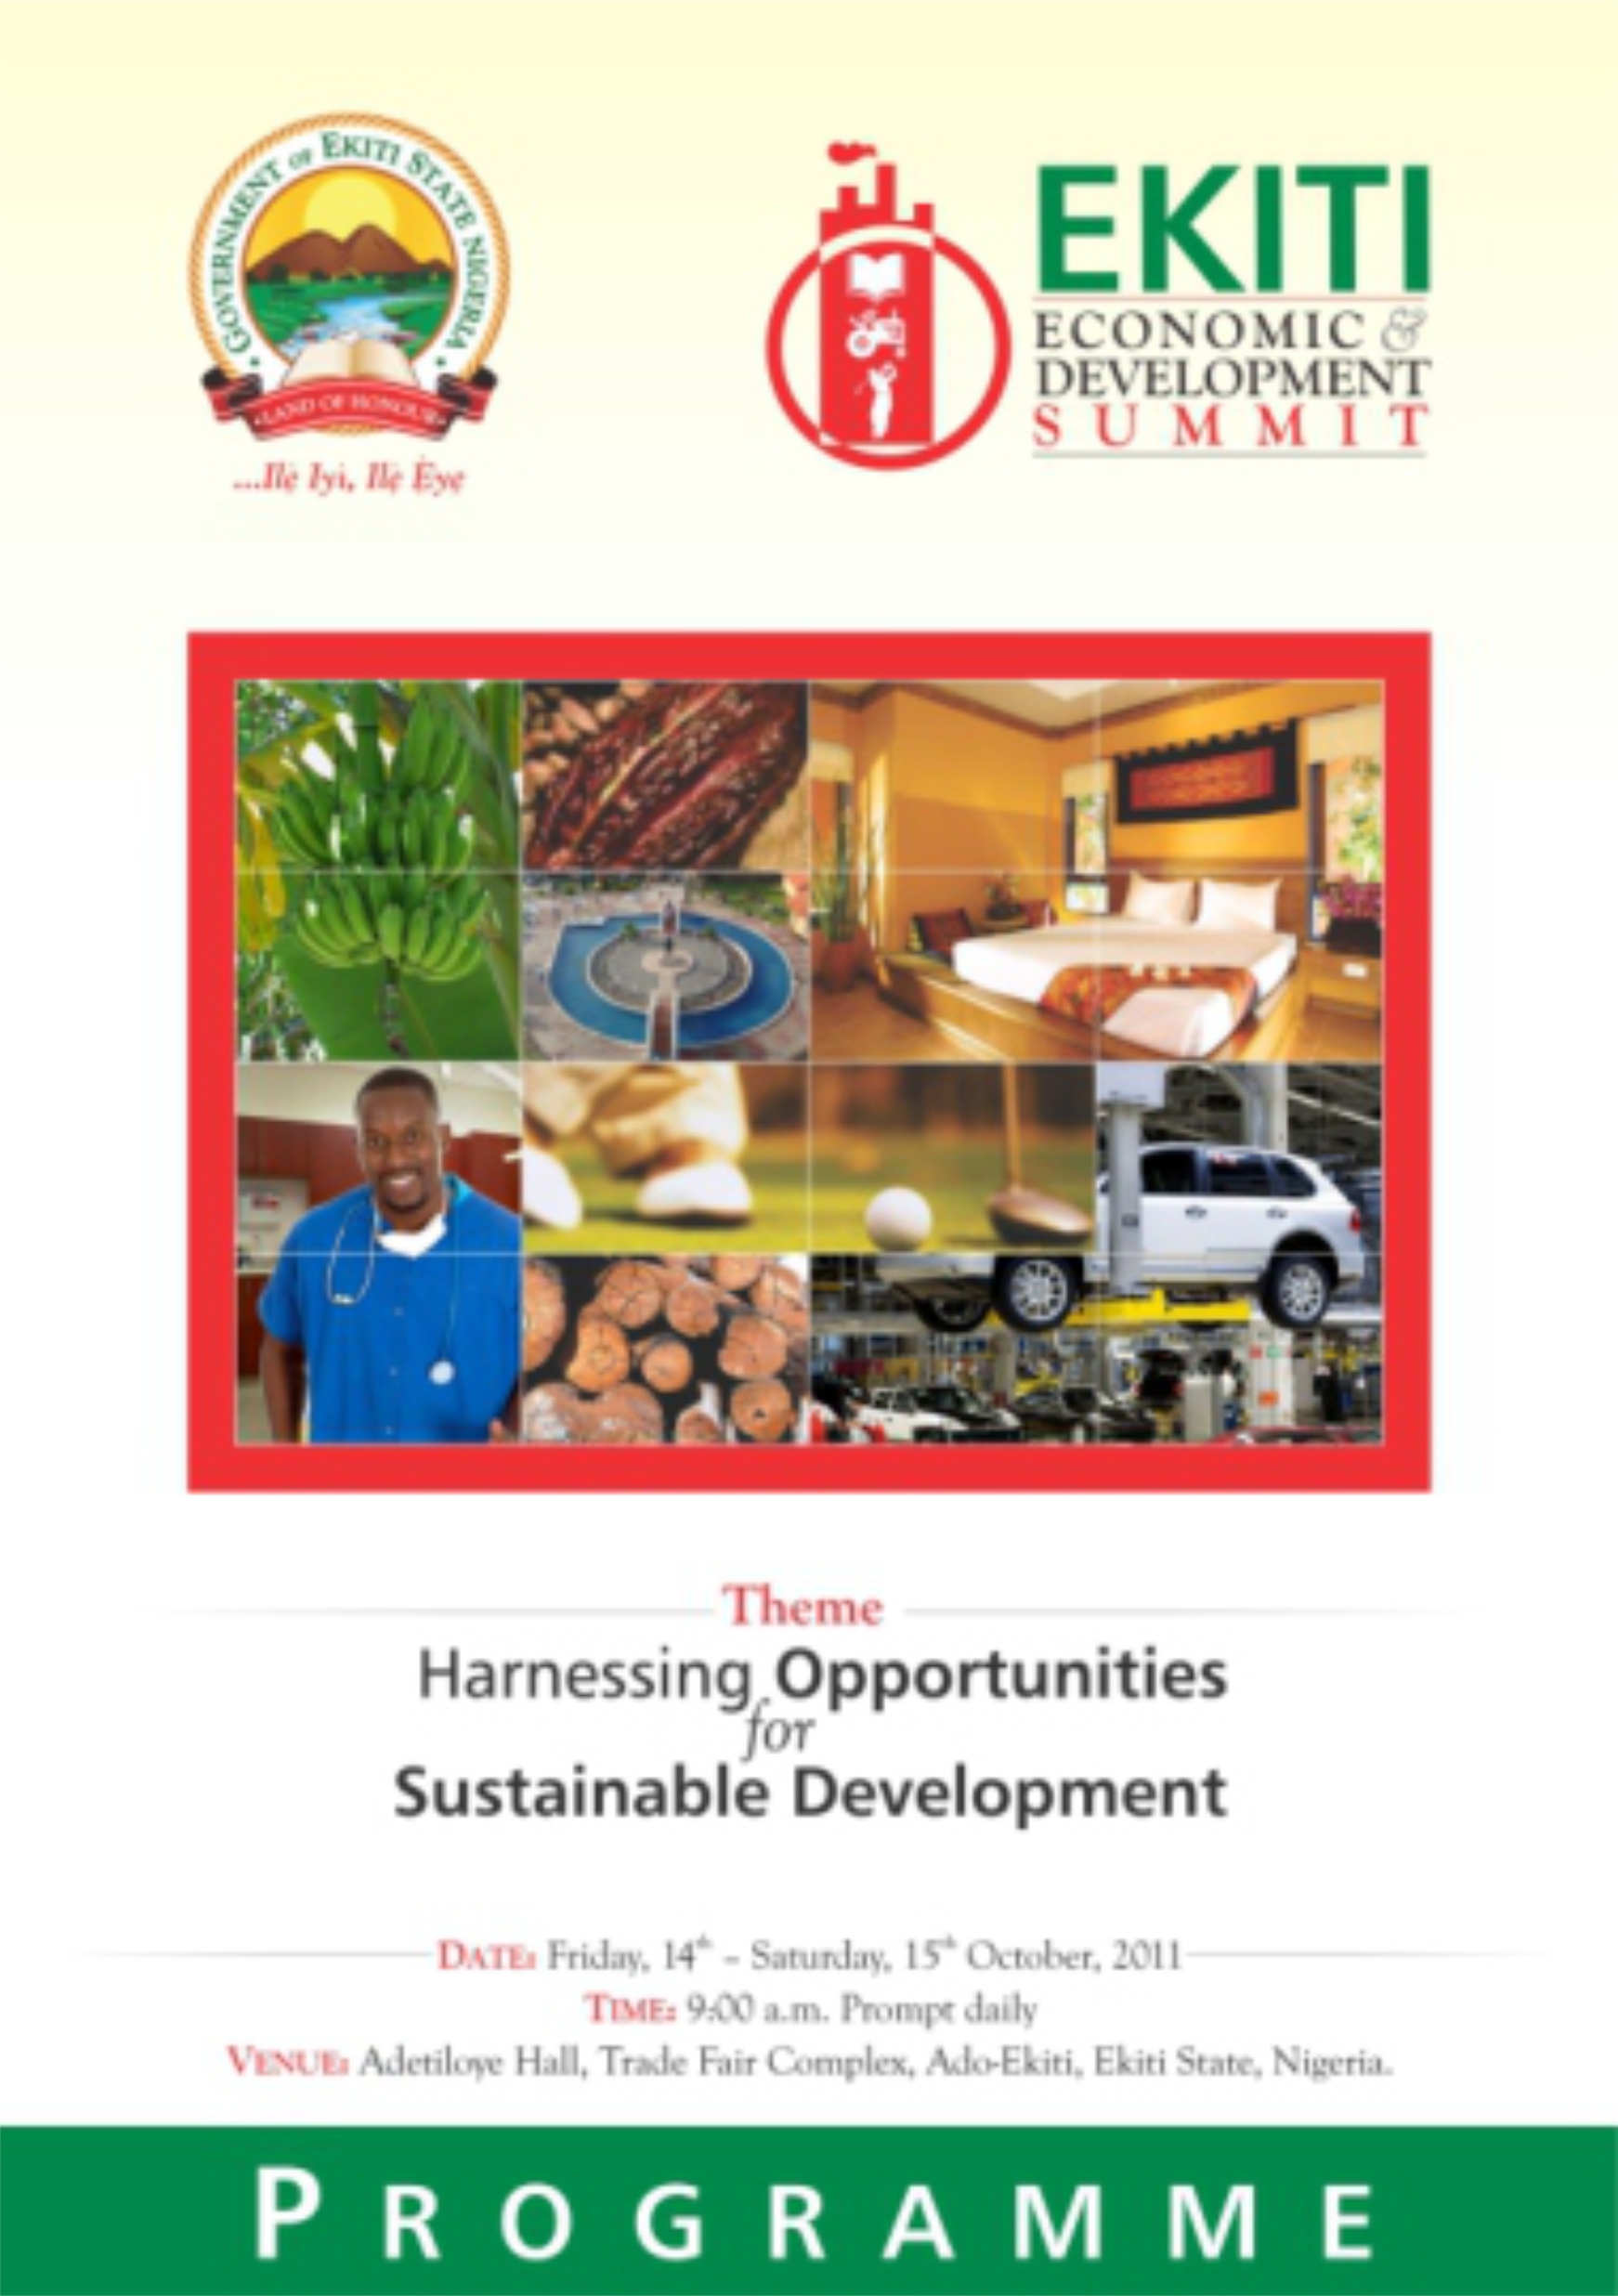 GOVERNMENT OF EKITI STATE NIGERIA
LAND OF HONOUR
...Ilẹ̀ Iyì, Ilẹ̀ Ẹ̀yẹ
EKITI
ECONOMIC &
DEVELOPMENT
SUMMIT
Theme
Harnessing Opportunities
for
Sustainable Development
DATE: Friday, 14th - Saturday, 15th October, 2011
TIME: 9:00 a.m. Prompt daily
VENUE: Adetiloye Hall, Trade Fair Complex, Ado-Ekiti, Ekiti State, Nigeria.
PROGRAMME